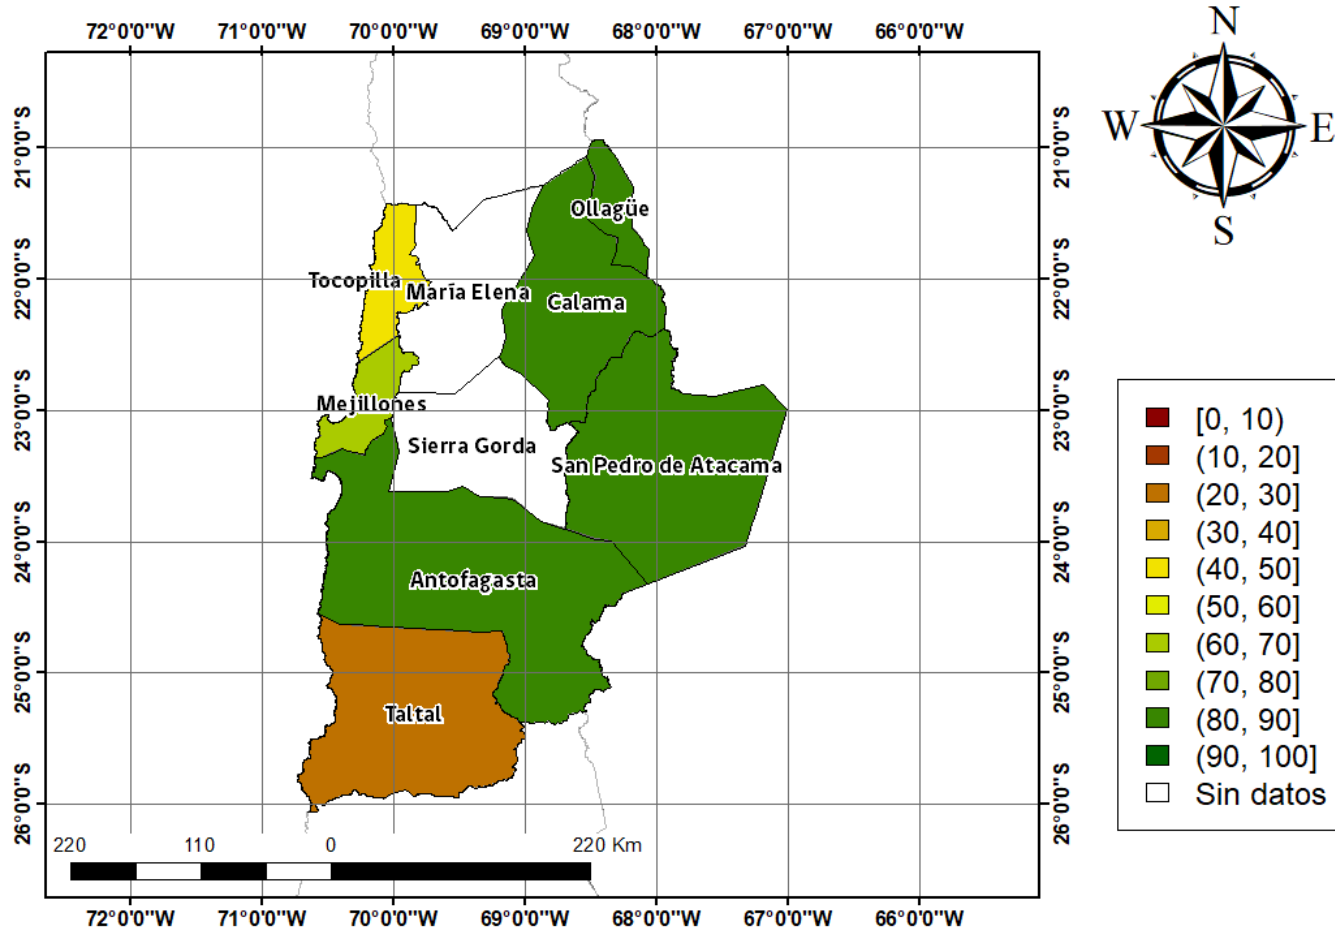 72°0'0"W 71°0'0"W 70°0'0"W 69°0'0"W 68°0'0"W 67°0'0"W 66°0'0"W
N
W
E
S
21°0'0"S
21°0'0"S
22°0'0"S
22°0'0"S
23°0'0"S
23°0'0"S
24°0'0"S
24°0'0"S
25°0'0"S
25°0'0"S
26°0'0"S
26°0'0"S
Ollagüe
Tocopilla
María Elena
Calama
Mejillones
Sierra Gorda
San Pedro de Atacama
Antofagasta
Taltal
[0, 10)
(10, 20]
(20, 30]
(30, 40]
(40, 50]
(50, 60]
(60, 70]
(70, 80]
(80, 90]
(90, 100]
Sin datos
220 110 0 220 Km
72°0'0"W 71°0'0"W 70°0'0"W 69°0'0"W 68°0'0"W 67°0'0"W 66°0'0"W